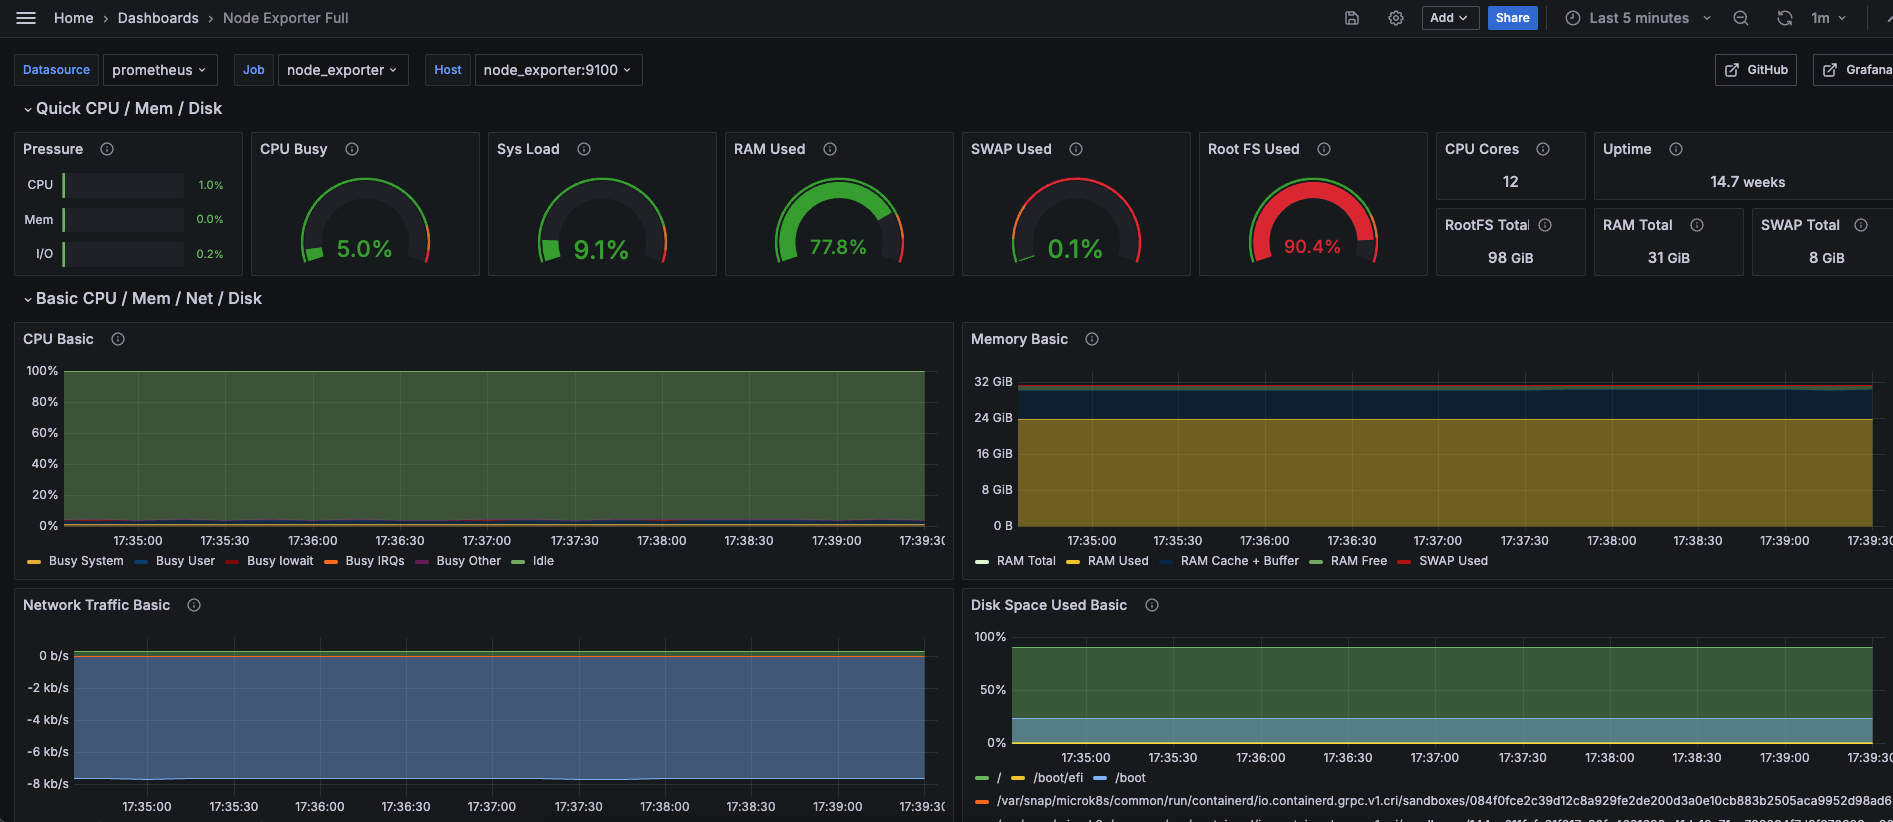 Home › Dashboards › Node Exporter Full
Add
Share
Last 5 minutes
1m
Datasource prometheus
Job node_exporter
Host node_exporter:9100
GitHub
Grafana
Quick CPU / Mem / Disk
Pressure
CPU 1.0%
Mem 0.0%
I/O 0.2%
CPU Busy
5.0%
Sys Load
9.1%
RAM Used
77.8%
SWAP Used
0.1%
Root FS Used
90.4%
CPU Cores
12
Uptime
14.7 weeks
RootFS Total
98 GiB
RAM Total
31 GiB
SWAP Total
8 GiB
Basic CPU / Mem / Net / Disk
CPU Basic
100%
80%
60%
40%
20%
0%
17:35:00 17:35:30 17:36:00 17:36:30 17:37:00 17:37:30 17:38:00 17:38:30 17:39:00 17:39:30
Busy System Busy User Busy Iowait Busy IRQs Busy Other Idle
Memory Basic
32 GiB
24 GiB
16 GiB
8 GiB
0 B
17:35:00 17:35:30 17:36:00 17:36:30 17:37:00 17:37:30 17:38:00 17:38:30 17:39:00 17:39:30
RAM Total RAM Used RAM Cache + Buffer RAM Free SWAP Used
Network Traffic Basic
0 b/s
-2 kb/s
-4 kb/s
-6 kb/s
-8 kb/s
17:35:00 17:35:30 17:36:00 17:36:30 17:37:00 17:37:30 17:38:00 17:38:30 17:39:00 17:39:30
Disk Space Used Basic
100%
50%
0%
17:35:00 17:35:30 17:36:00 17:36:30 17:37:00 17:37:30 17:38:00 17:38:30 17:39:00 17:39:30
/ /boot/efi /boot
/var/snap/microk8s/common/run/containerd/io.containerd.grpc.v1.cri/sandboxes/084f0fce2c39d12c8a929fe2de200d3a0e10cb883b2505aca9952d98ad6